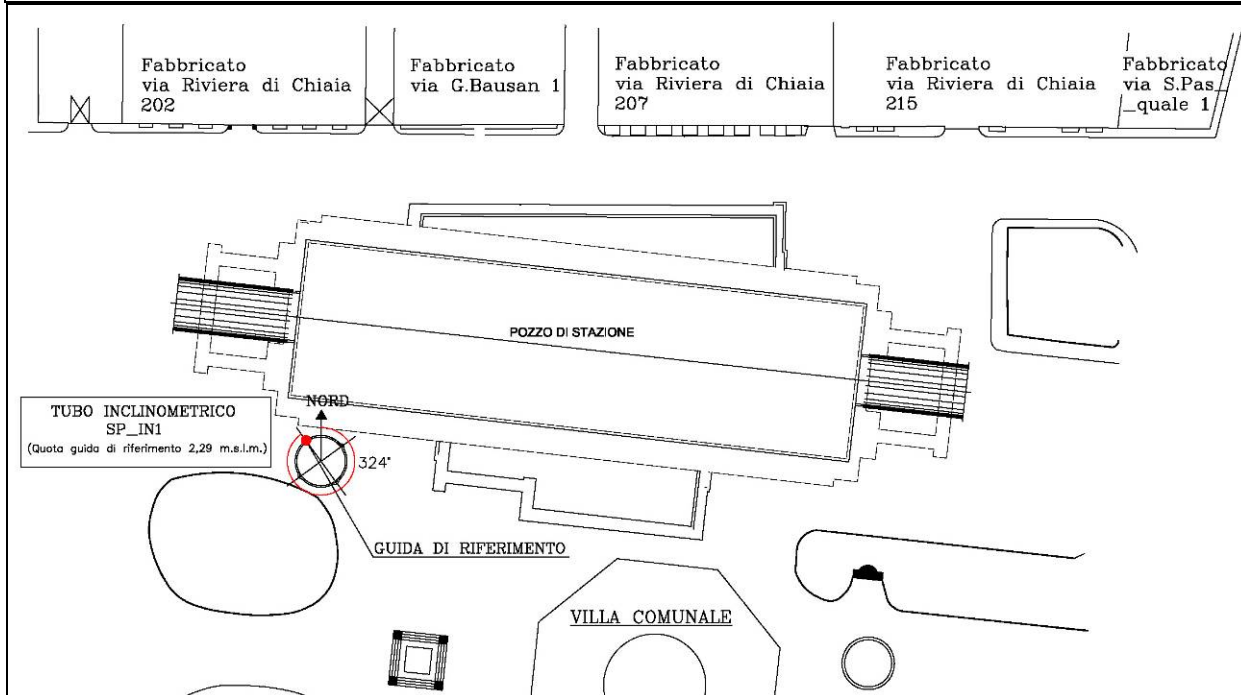 Fabbricato
via Riviera di Chiaia
202
Fabbricato
via G.Bausan 1
Fabbricato
via Riviera di Chiaia
207
Fabbricato
via Riviera di Chiaia
215
Fabbricato
via S.Pas_
_quale 1
POZZO DI STAZIONE
TUBO INCLINOMETRICO
SP_IN1
(Quota guida di riferimento 2,29 m.s.l.m.)
NORD
324°
GUIDA DI RIFERIMENTO
VILLA COMUNALE